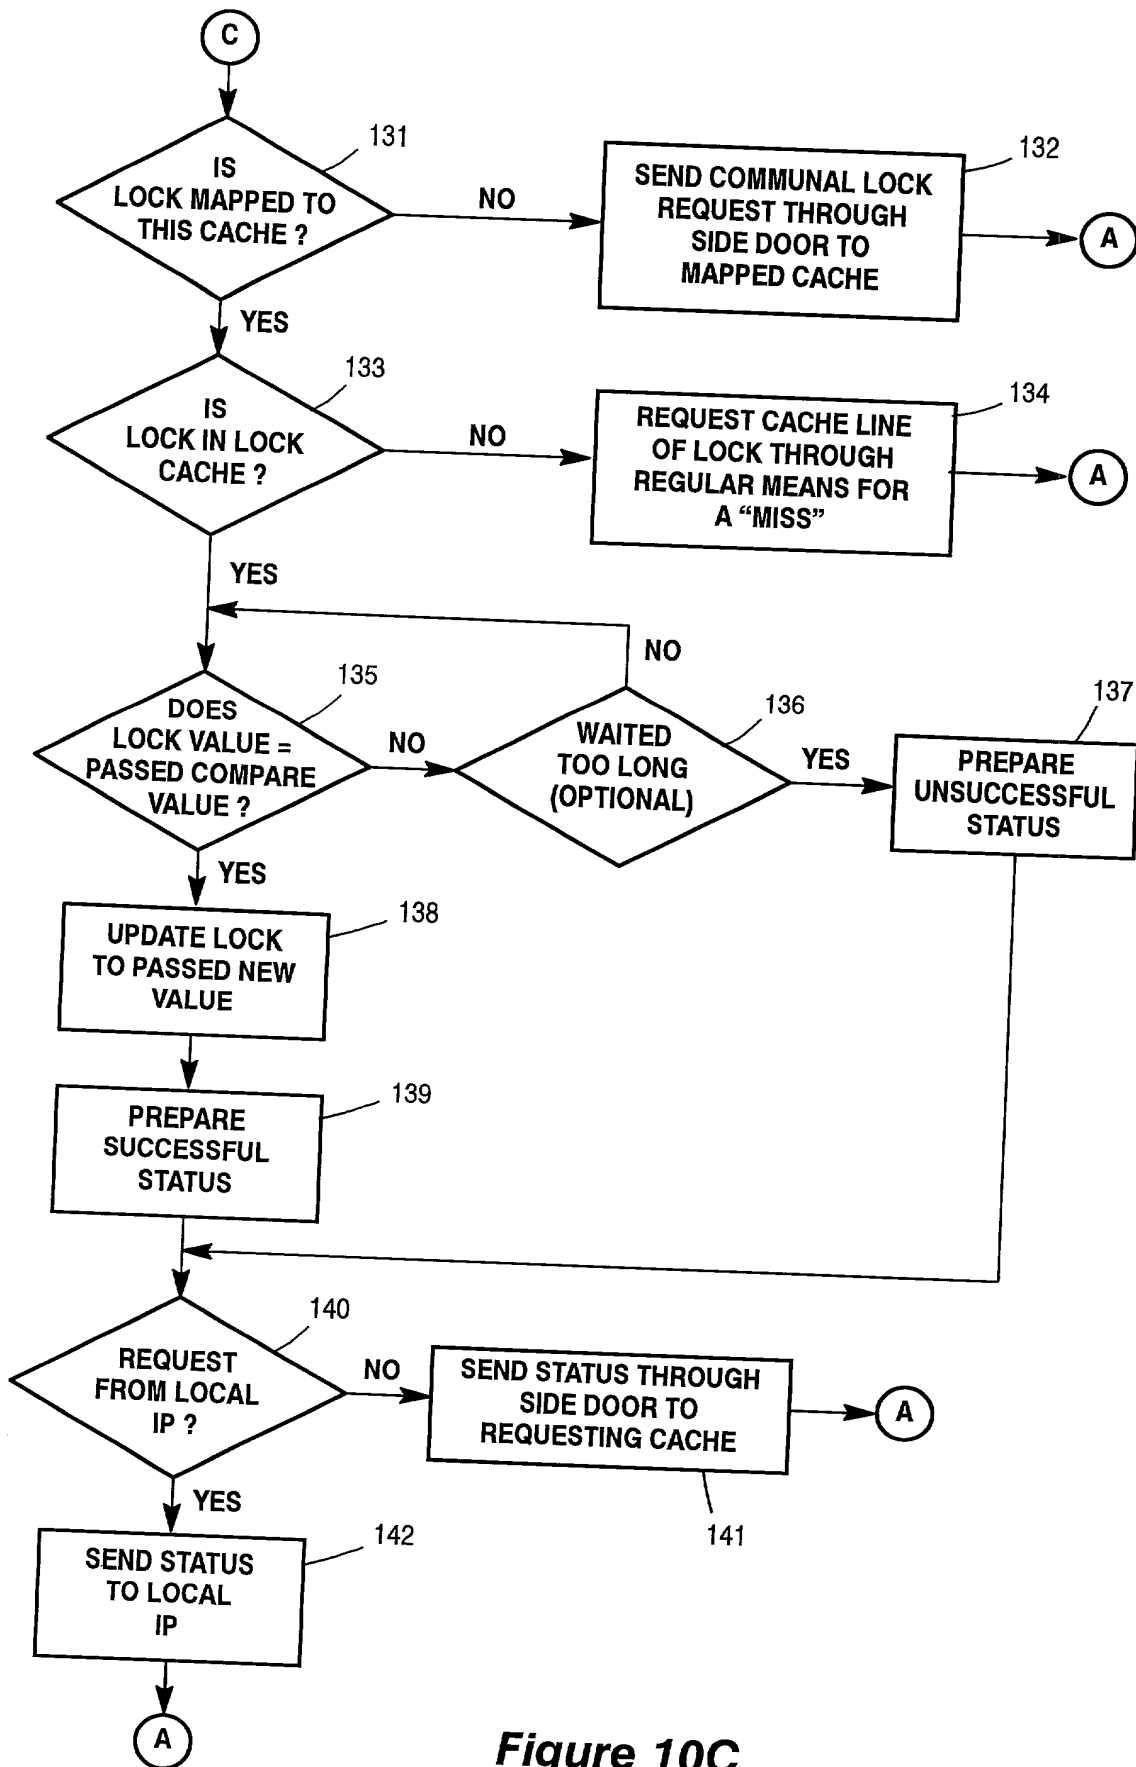 C
131
IS
LOCK MAPPED TO
THIS CACHE ?
NO
132
SEND COMMUNAL LOCK
REQUEST THROUGH
SIDE DOOR TO
MAPPED CACHE
A
YES
133
IS
LOCK IN LOCK
CACHE ?
NO
134
REQUEST CACHE LINE
OF LOCK THROUGH
REGULAR MEANS FOR
A “MISS”
A
YES
NO
135
DOES
LOCK VALUE =
PASSED COMPARE
VALUE ?
NO
136
WAITED
TOO LONG
(OPTIONAL)
YES
137
PREPARE
UNSUCCESSFUL
STATUS
YES
138
UPDATE LOCK
TO PASSED NEW
VALUE
139
PREPARE
SUCCESSFUL
STATUS
140
REQUEST
FROM LOCAL
IP ?
NO
SEND STATUS THROUGH
SIDE DOOR TO
REQUESTING CACHE
141
A
YES
142
SEND STATUS
TO LOCAL
IP
A
Figure 10C